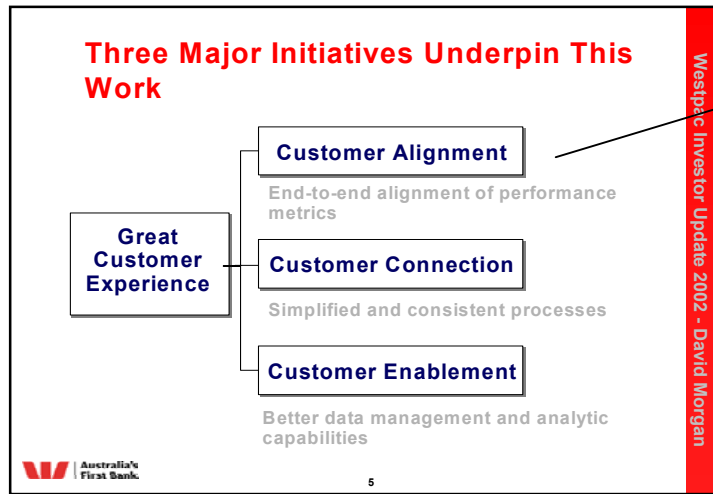 Three Major Initiatives Underpin This
Work
Customer Alignment
End-to-end alignment of performance
metrics
Great
Customer
Experience
Customer Connection
Simplified and consistent processes
Customer Enablement
Better data management and analytic
capabilities
Australia's
First Bank.
5
Westpac Investor Update 2002 - David Morgan